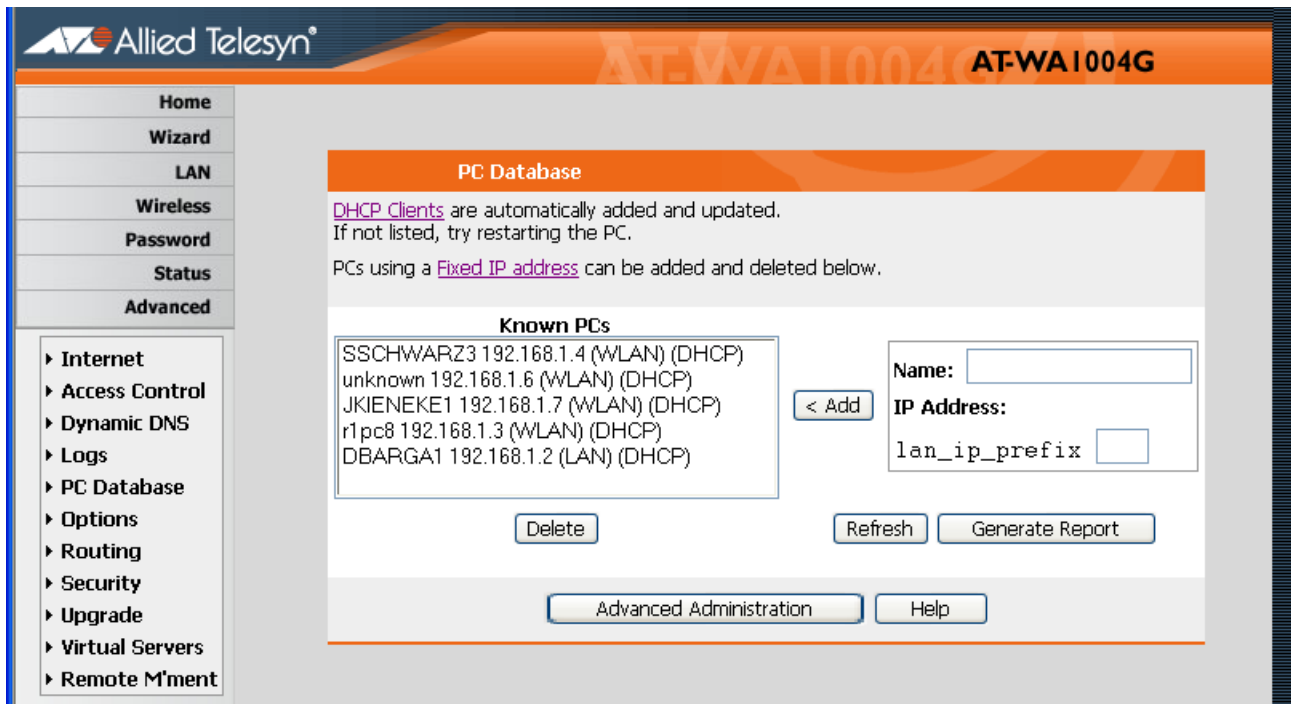 Allied Telesyn®
AT-WA1004G
AT-WA1004G
Home
Wizard
LAN
Wireless
Password
Status
Advanced
Internet
Access Control
Dynamic DNS
Logs
PC Database
Options
Routing
Security
Upgrade
Virtual Servers
Remote M'ment
PC Database
DHCP Clients are automatically added and updated.
If not listed, try restarting the PC.
PCs using a Fixed IP address can be added and deleted below.
Known PCs
SSCHWARZ3 192.168.1.4 (WLAN) (DHCP)
unknown 192.168.1.6 (WLAN) (DHCP)
JKIENEKE1 192.168.1.7 (WLAN) (DHCP)
r1pc8 192.168.1.3 (WLAN) (DHCP)
DBARGA1 192.168.1.2 (LAN) (DHCP)
< Add
Name:
IP Address:
lan_ip_prefix
Delete
Refresh
Generate Report
Advanced Administration
Help